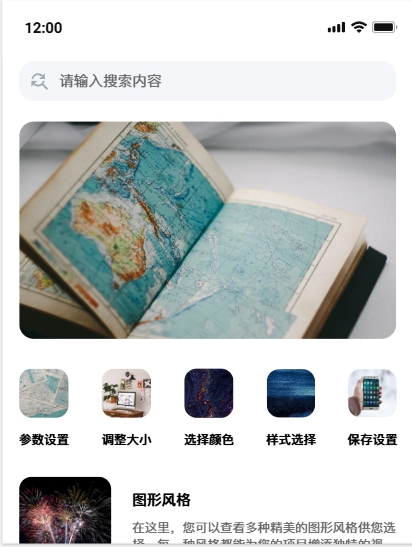 12:00
请输入搜索内容
参数设置 调整大小 选择颜色 样式选择 保存设置
图形风格
在这里，您可以查看多种精美的图形风格供您选
择，每一种风格都能为您的项目增添独特的视